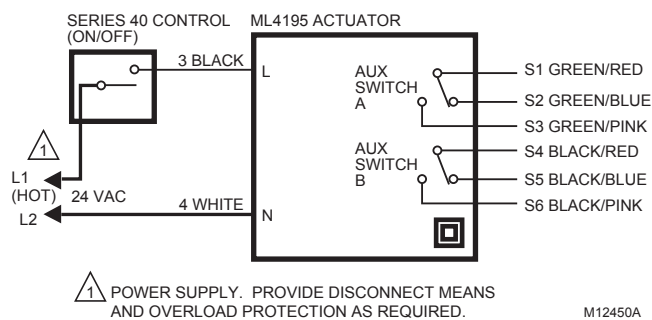 SERIES 40 CONTROL
(ON/OFF)
ML4195 ACTUATOR
3 BLACK
L
AUX
SWITCH
A
S1 GREEN/RED
S2 GREEN/BLUE
S3 GREEN/PINK
1
L1
(HOT)
24 VAC
L2
4 WHITE
N
AUX
SWITCH
B
S4 BLACK/RED
S5 BLACK/BLUE
S6 BLACK/PINK
1 POWER SUPPLY. PROVIDE DISCONNECT MEANS
AND OVERLOAD PROTECTION AS REQUIRED.
M12450A